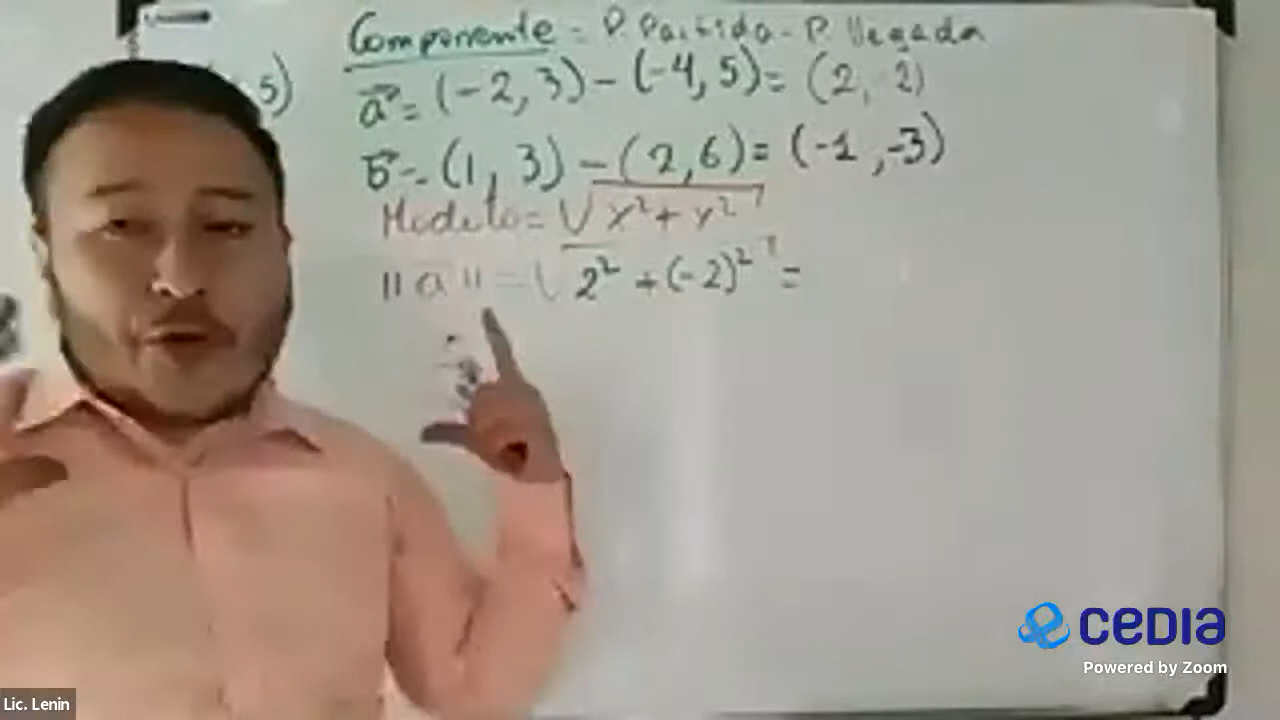 5)
Componente = P. Partida - P. llegada
a = (-2, 3) - (-4, 5) = (2, -2)
b = (1, 3) - (2, 6) = (-1, -3)
Modulo = √x² + y²
||a|| = √2² + (-2)² =
CEDIA
Powered by Zoom
Lic. Lenin